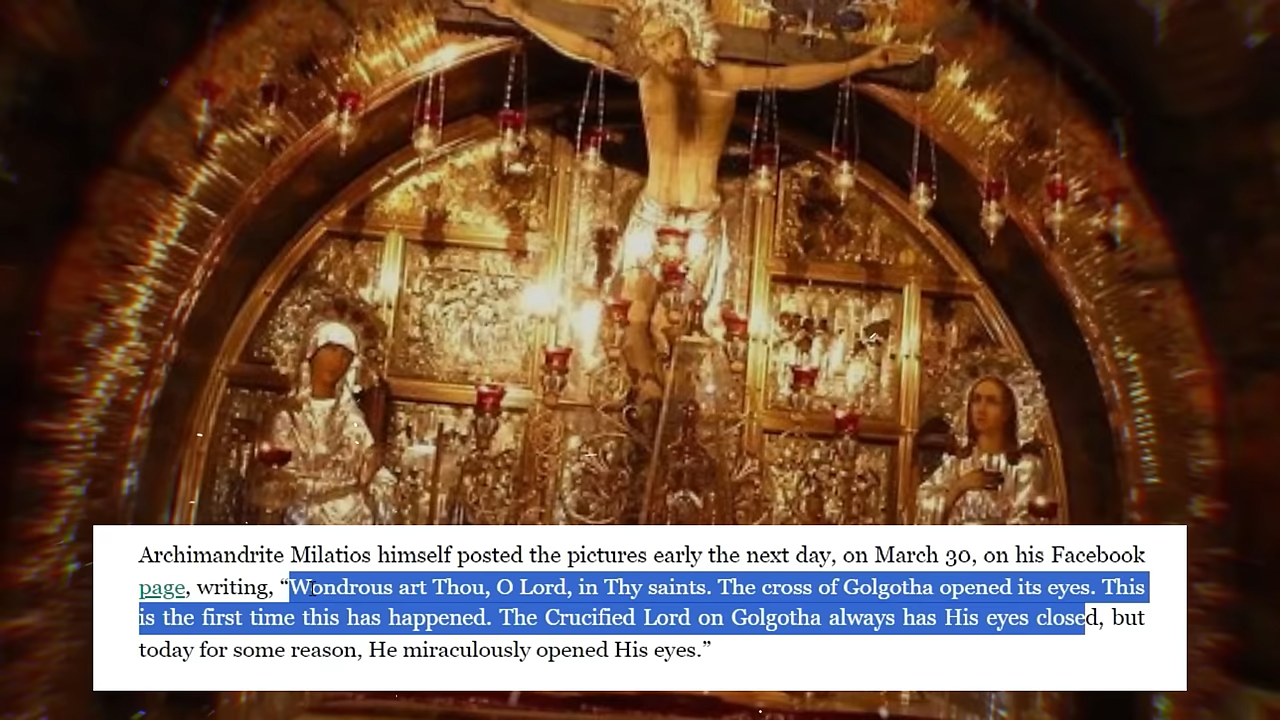 Archimandrite Milatios himself posted the pictures early the next day, on March 30, on his Facebook
page, writing, “Wondrous art Thou, O Lord, in Thy saints. The cross of Golgotha opened its eyes. This
is the first time this has happened. The Crucified Lord on Golgotha always has His eyes closed, but
today for some reason, He miraculously opened His eyes.”